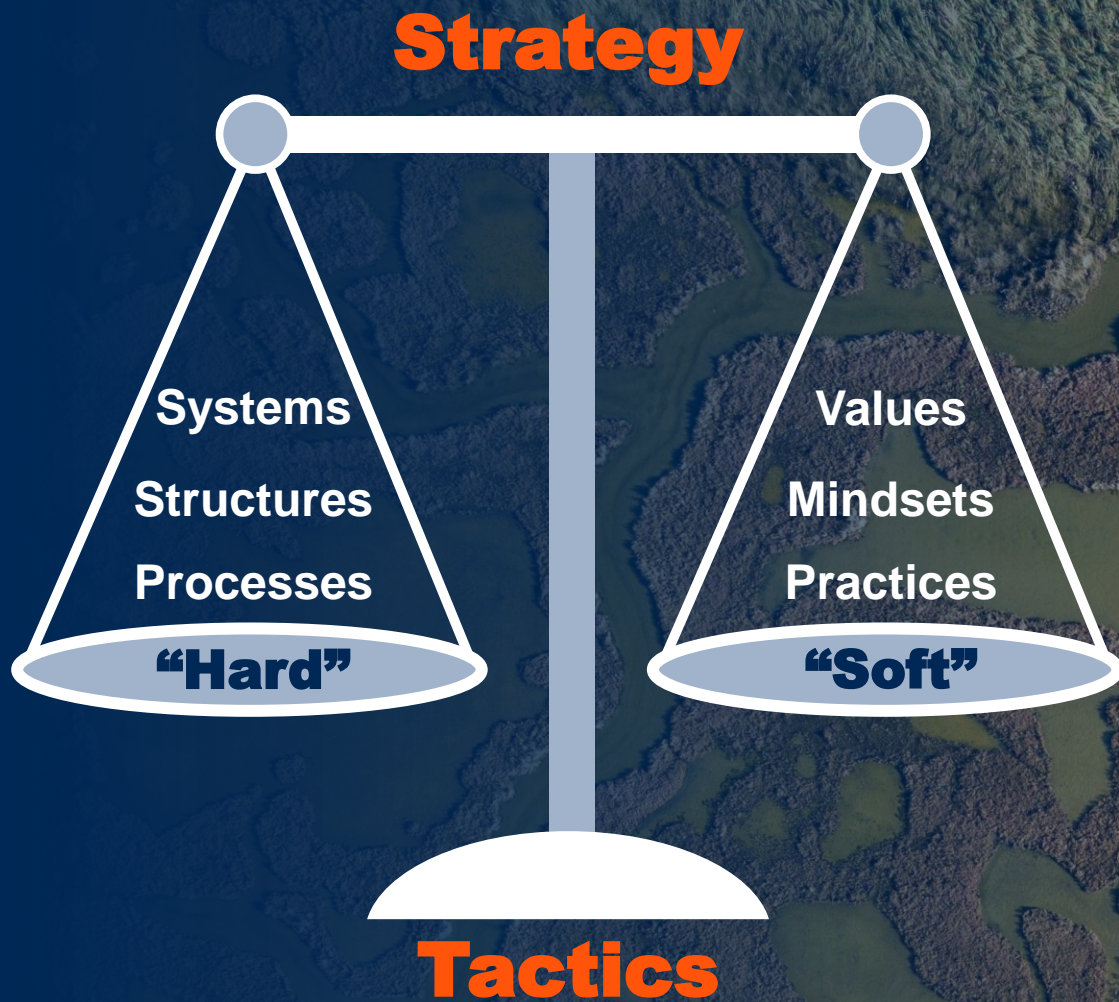 Strategy
Systems
Structures
Processes
“Hard”
Values
Mindsets
Practices
“Soft”
Tactics